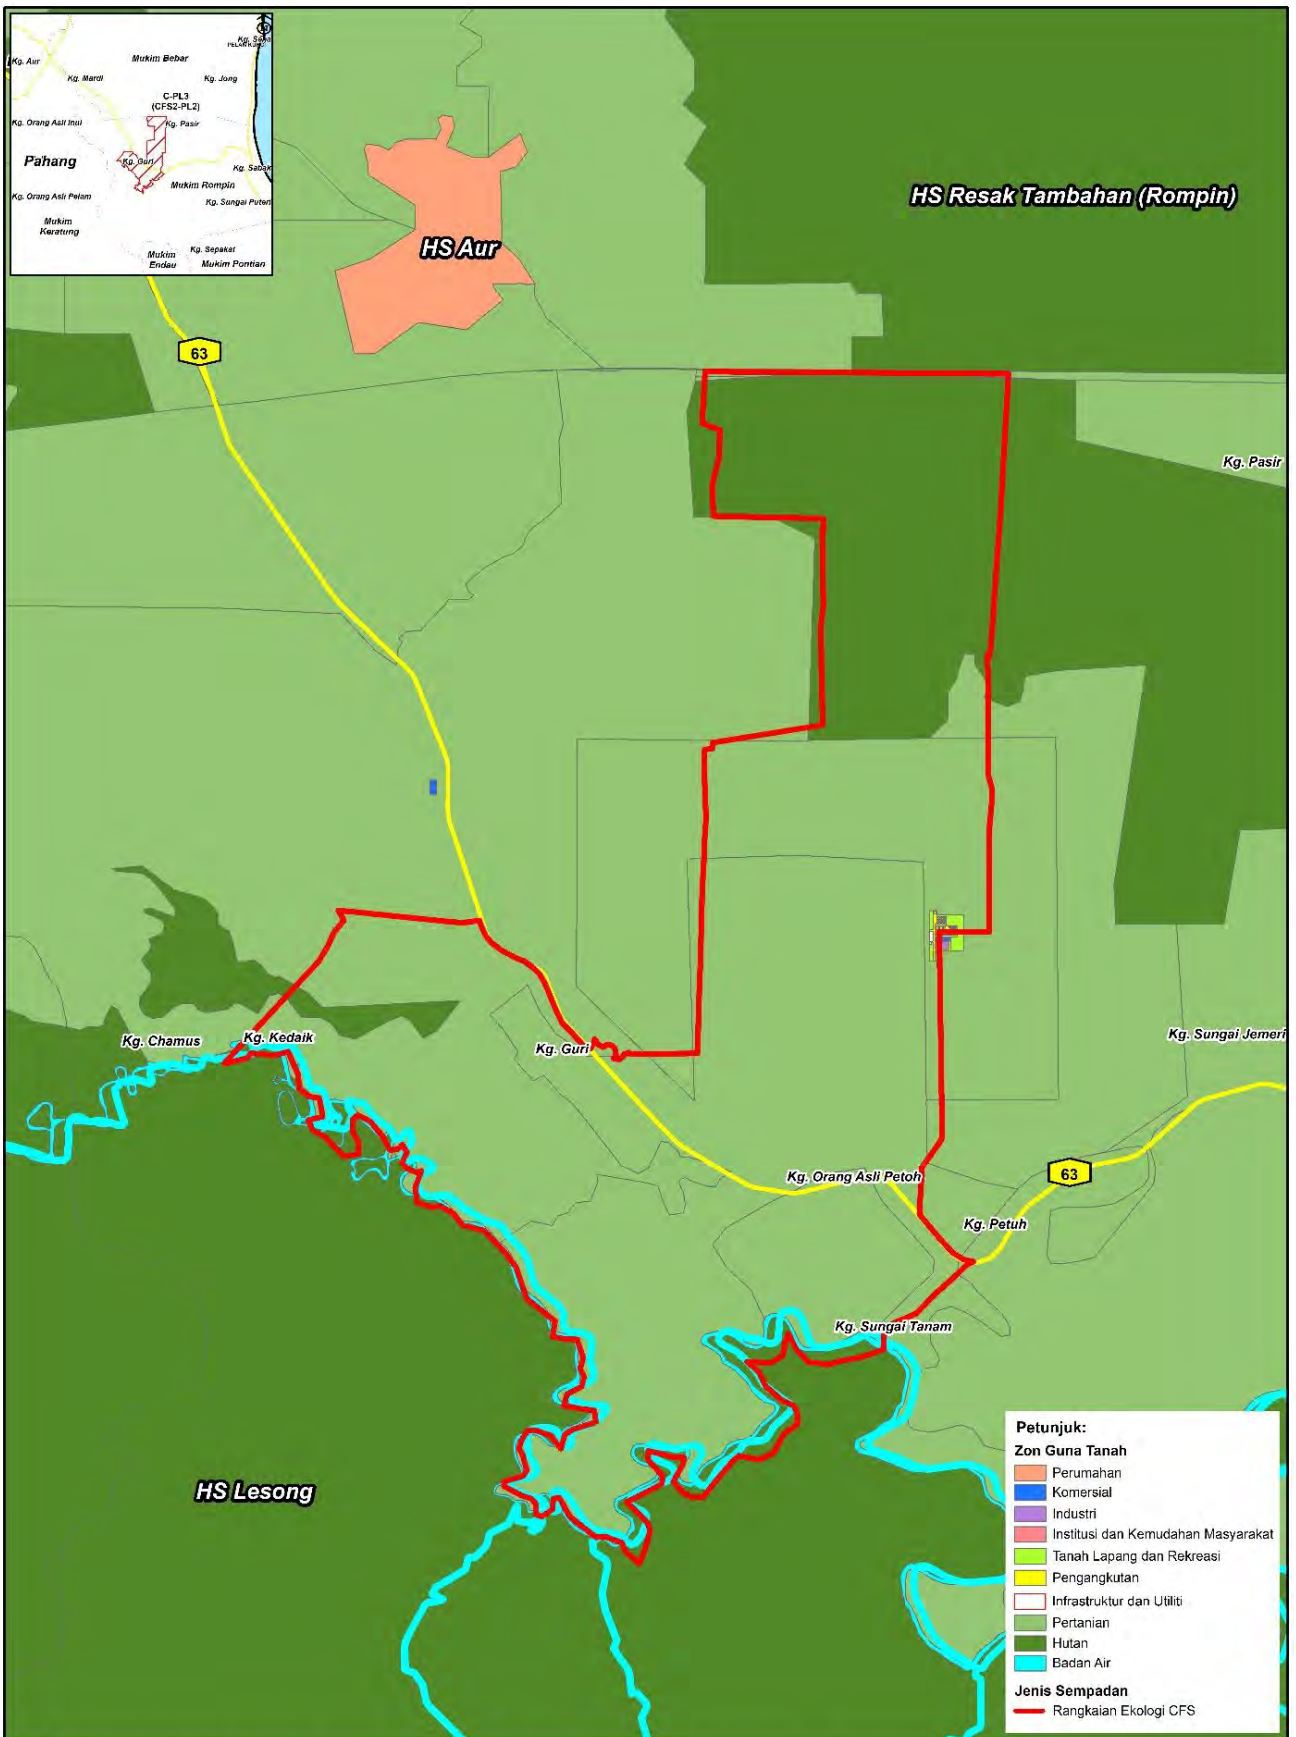 Kg. Aur
Mukim Bebar
Kg. Mardi
Kg. Jong
C-PL3
(CFS2-PL2)
Kg. Orang Asli Inui
Kg. Pasir
Pahang
Kg. Guri
Kg. Sabak
Mukim Rompin
Kg. Orang Asli Pelam
Kg. Sungai Puteri
Mukim
Keratung
Kg. Sepakat
Mukim
Endau
Mukim Pontian
HS Resak Tambahan (Rompin)
HS Aur
63
Kg. Pasir
Kg. Chamus
Kg. Kedaik
Kg. Guri
Kg. Sungai Jemeri
Kg. Orang Asli Petoh
63
Kg. Petuh
Kg. Sungai Tanam
HS Lesong
Petunjuk:
Zon Guna Tanah
Perumahan
Komersial
Industri
Institusi dan Kemudahan Masyarakat
Tanah Lapang dan Rekreasi
Pengangkutan
Infrastruktur dan Utiliti
Pertanian
Hutan
Badan Air
Jenis Sempadan
Rangkaian Ekologi CFS